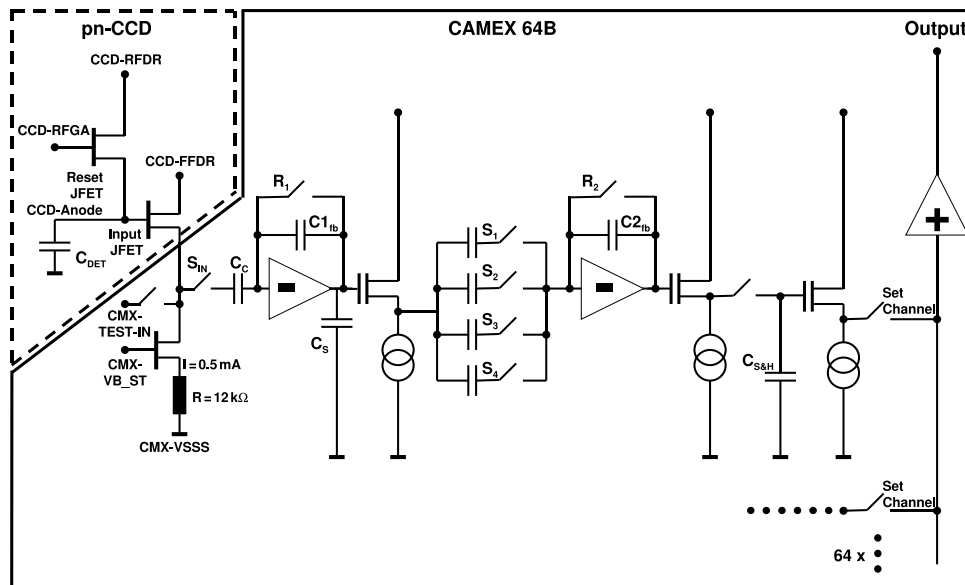 pn-CCD
CAMEX 64B
Output
CCD-RFDR
CCD-RFGA
Reset
JFET
CCD-FFDR
CCD-Anode
Input
JFET
C_DET
S_IN
C_C
R_1
C1_fb
C_S
S_1
S_2
S_3
S_4
R_2
C2_fb
C_S&H
Set
Channel
CMX-
TEST-IN
CMX-
VB_ST
I = 0.5 mA
R = 12 kΩ
CMX-VSSS
Set
Channel
64 x